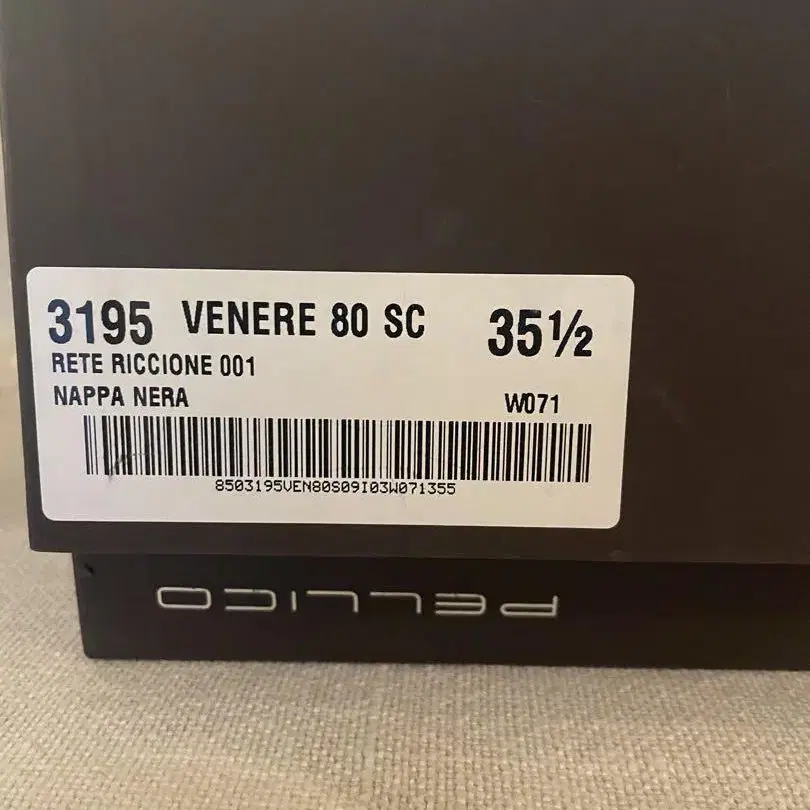 3195 VENERE 80 SC 35½
RETE RICCIONE 001
NAPPA NERA W071
8503195VEN80S09I03W071355
PELLICO